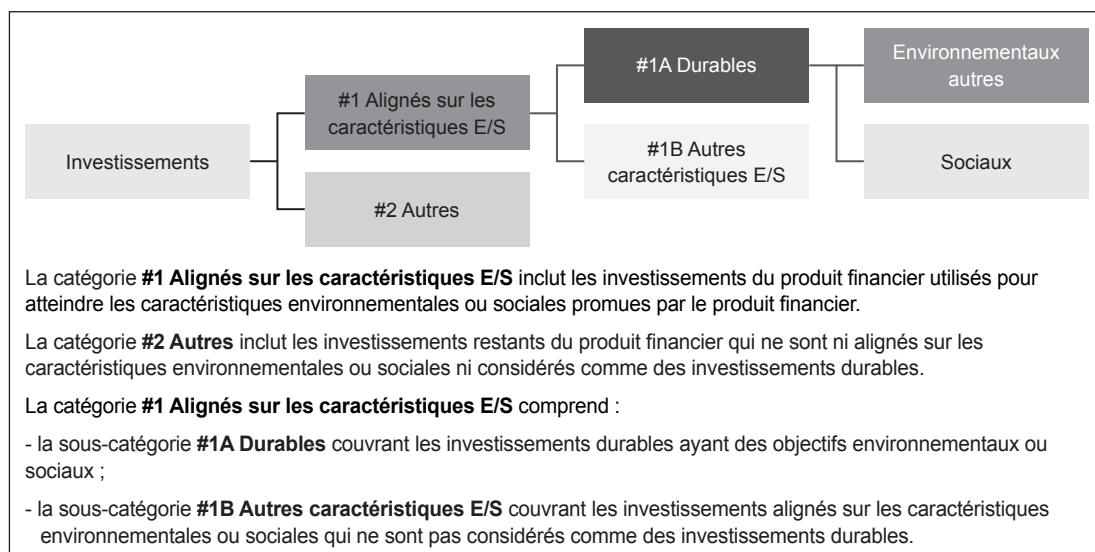 Investissements
#1 Alignés sur les
caractéristiques E/S
#2 Autres
#1A Durables
#1B Autres
caractéristiques E/S
Environnementaux
autres
Sociaux
La catégorie #1 Alignés sur les caractéristiques E/S inclut les investissements du produit financier utilisés pour
atteindre les caractéristiques environnementales ou sociales promues par le produit financier.
La catégorie #2 Autres inclut les investissements restants du produit financier qui ne sont ni alignés sur les
caractéristiques environnementales ou sociales ni considérés comme des investissements durables.
La catégorie #1 Alignés sur les caractéristiques E/S comprend :
- la sous-catégorie #1A Durables couvrant les investissements durables ayant des objectifs environnementaux ou
sociaux ;
- la sous-catégorie #1B Autres caractéristiques E/S couvrant les investissements alignés sur les caractéristiques
environnementales ou sociales qui ne sont pas considérés comme des investissements durables.